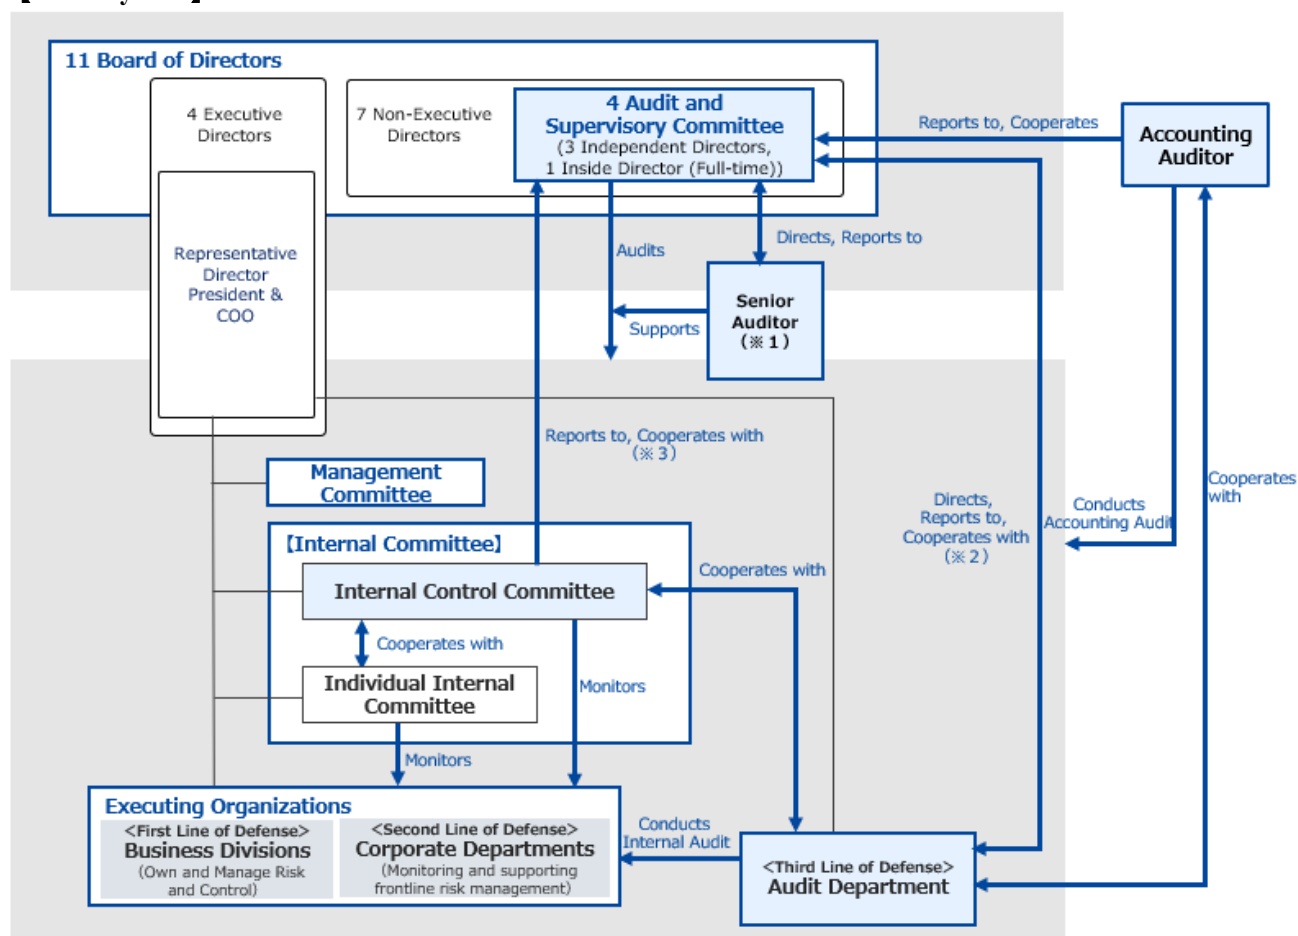 11 Board of Directors
4 Executive
Directors
7 Non-Executive
Directors
4 Audit and
Supervisory Committee
(3 Independent Directors,
1 Inside Director (Full-time))
Reports to, Cooperates
Accounting
Auditor
Representative
Director
President &
COO
Audits
Directs, Reports to
Senior
Auditor
(※1)
Supports
Reports to, Cooperates with
(※3)
Management
Committee
Directs,
Reports to,
Cooperates with
(※2)
Conducts
Accounting Audit
Cooperates
with
【Internal Committee】
Internal Control Committee
Cooperates with
Cooperates with
Individual Internal
Committee
Monitors
Monitors
Executing Organizations
<First Line of Defense>
Business Divisions
(Own and Manage Risk
and Control)
<Second Line of Defense>
Corporate Departments
(Monitoring and supporting
frontline risk management)
Conducts
Internal Audit
<Third Line of Defense>
Audit Department